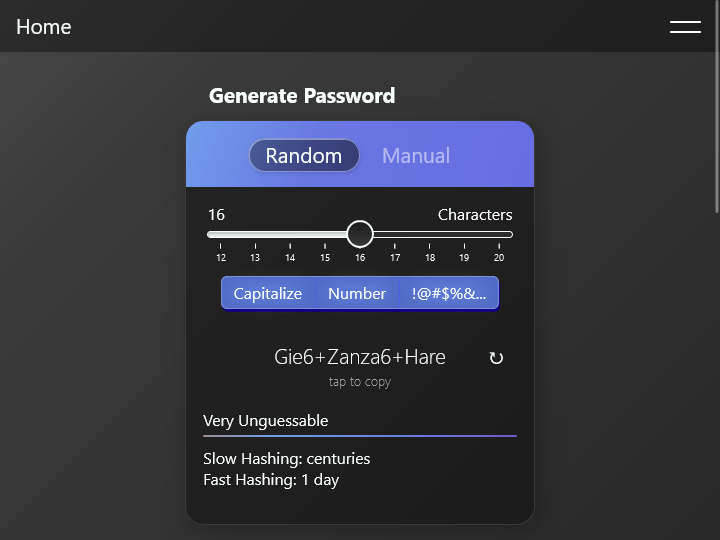 Home
Generate Password
Random Manual
16 Characters
12 13 14 15 16 17 18 19 20
Capitalize Number !@#$%&...
Gie6+Zanza6+Hare ↻
tap to copy
Very Unguessable
Slow Hashing: centuries
Fast Hashing: 1 day